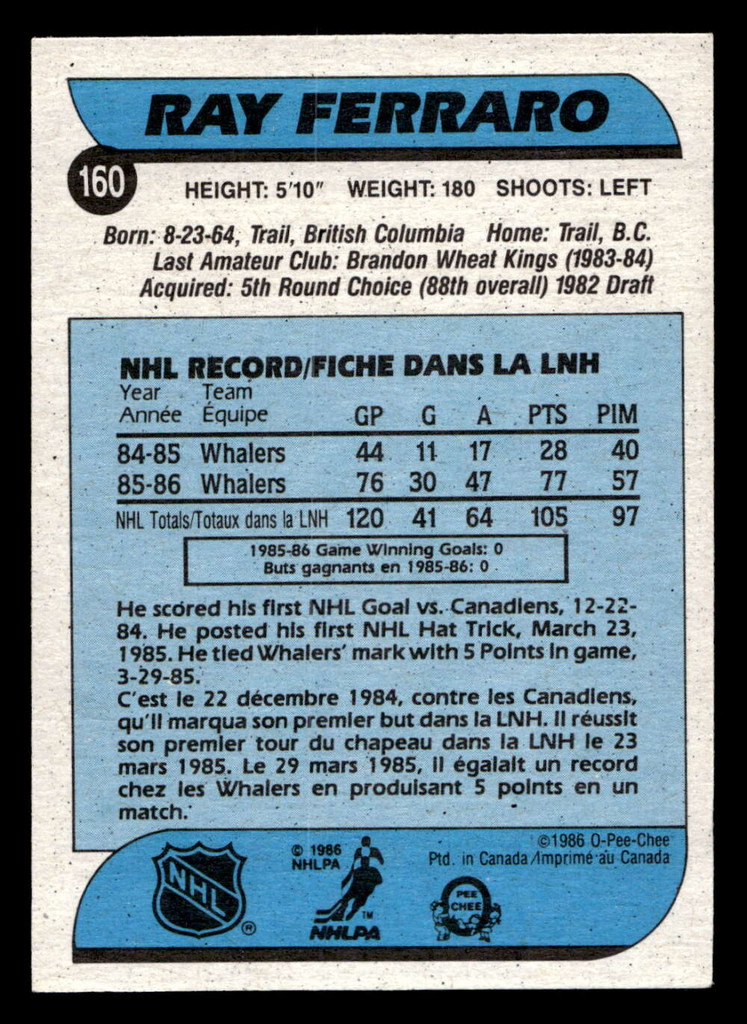 RAY FERRARO
160
HEIGHT: 5'10" WEIGHT: 180 SHOOTS: LEFT
Born: 8-23-64, Trail, British Columbia Home: Trail, B.C.
Last Amateur Club: Brandon Wheat Kings (1983-84)
Acquired: 5th Round Choice (88th overall) 1982 Draft
NHL RECORD/FICHE DANS LA LNH
Year Team
Année Équipe GP G A PTS PIM
84-85 Whalers 44 11 17 28 40
85-86 Whalers 76 30 47 77 57
NHL Totals/Totaux dans la LNH 120 41 64 105 97
1985-86 Game Winning Goals: 0
Buts gagnants en 1985-86: 0
He scored his first NHL Goal vs. Canadiens, 12-22-
84. He posted his first NHL Hat Trick, March 23,
1985. He tied Whalers' mark with 5 Points in game,
3-29-85.
C'est le 22 décembre 1984, contre les Canadiens,
qu'il marqua son premier but dans la LNH. Il réussit
son premier tour du chapeau dans la LNH le 23
mars 1985. Le 29 mars 1985, il égalait un record
chez les Whalers en produisant 5 points en un
match.
NHL ®
© 1986
NHLPA
TM
NHLPA
PEE
CHEE
©1986 O-Pee-Chee
Ptd. in Canada/Imprimé au Canada